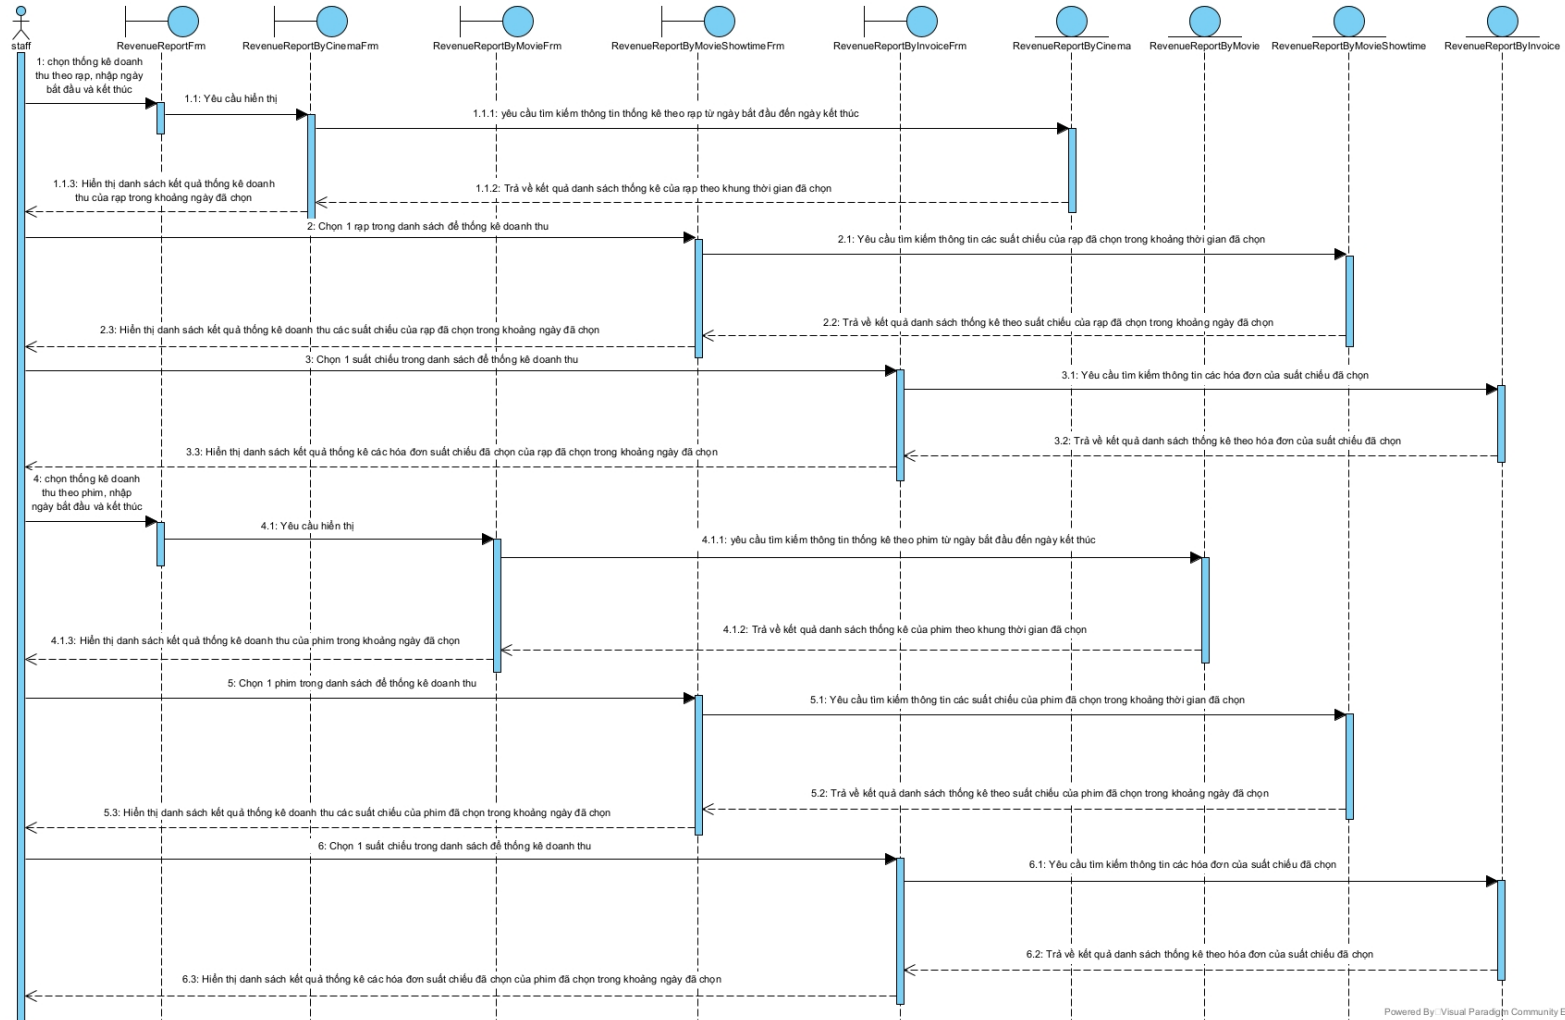 staff
RevenueReportFrm
RevenueReportByCinemaFrm
RevenueReportByMovieFrm
RevenueReportByMovieShowtimeFrm
RevenueReportByInvoiceFrm
RevenueReportByCinema
RevenueReportByMovie
RevenueReportByMovieShowtime
RevenueReportByInvoice
1: chọn thống kê doanh
thu theo rạp, nhập ngày
bắt đầu và kết thúc
1.1: Yêu cầu hiển thị
1.1.1: yêu cầu tìm kiếm thông tin thống kê theo rạp từ ngày bắt đầu đến ngày kết thúc
1.1.2: Trả về kết quả danh sách thống kê của rạp theo khung thời gian đã chọn
1.1.3: Hiển thị danh sách kết quả thống kê doanh
thu của rạp trong khoảng ngày đã chọn
2: Chọn 1 rạp trong danh sách để thống kê doanh thu
2.1: Yêu cầu tìm kiếm thông tin các suất chiếu của rạp đã chọn trong khoảng thời gian đã chọn
2.2: Trả về kết quả danh sách thống kê theo suất chiếu của rạp đã chọn trong khoảng ngày đã chọn
2.3: Hiển thị danh sách kết quả thống kê doanh thu các suất chiếu của rạp đã chọn trong khoảng ngày đã chọn
3: Chọn 1 suất chiếu trong danh sách để thống kê doanh thu
3.1: Yêu cầu tìm kiếm thông tin các hóa đơn của suất chiếu đã chọn
3.2: Trả về kết quả danh sách thống kê theo hóa đơn của suất chiếu đã chọn
3.3: Hiển thị danh sách kết quả thống kê các hóa đơn suất chiếu đã chọn của rạp đã chọn trong khoảng ngày đã chọn
4: chọn thống kê doanh
thu theo phim, nhập
ngày bắt đầu và kết thúc
4.1: Yêu cầu hiển thị
4.1.1: yêu cầu tìm kiếm thông tin thống kê theo phim từ ngày bắt đầu đến ngày kết thúc
4.1.2: Trả về kết quả danh sách thống kê của phim theo khung thời gian đã chọn
4.1.3: Hiển thị danh sách kết quả thống kê doanh thu của phim trong khoảng ngày đã chọn
5: Chọn 1 phim trong danh sách để thống kê doanh thu
5.1: Yêu cầu tìm kiếm thông tin các suất chiếu của phim đã chọn trong khoảng thời gian đã chọn
5.2: Trả về kết quả danh sách thống kê theo suất chiếu của phim đã chọn trong khoảng ngày đã chọn
5.3: Hiển thị danh sách kết quả thống kê doanh thu các suất chiếu của phim đã chọn trong khoảng ngày đã chọn
6: Chọn 1 suất chiếu trong danh sách để thống kê doanh thu
6.1: Yêu cầu tìm kiếm thông tin các hóa đơn của suất chiếu đã chọn
6.2: Trả về kết quả danh sách thống kê theo hóa đơn của suất chiếu đã chọn
6.3: Hiển thị danh sách kết quả thống kê các hóa đơn suất chiếu đã chọn của phim đã chọn trong khoảng ngày đã chọn
Powered By Visual Paradigm Community E